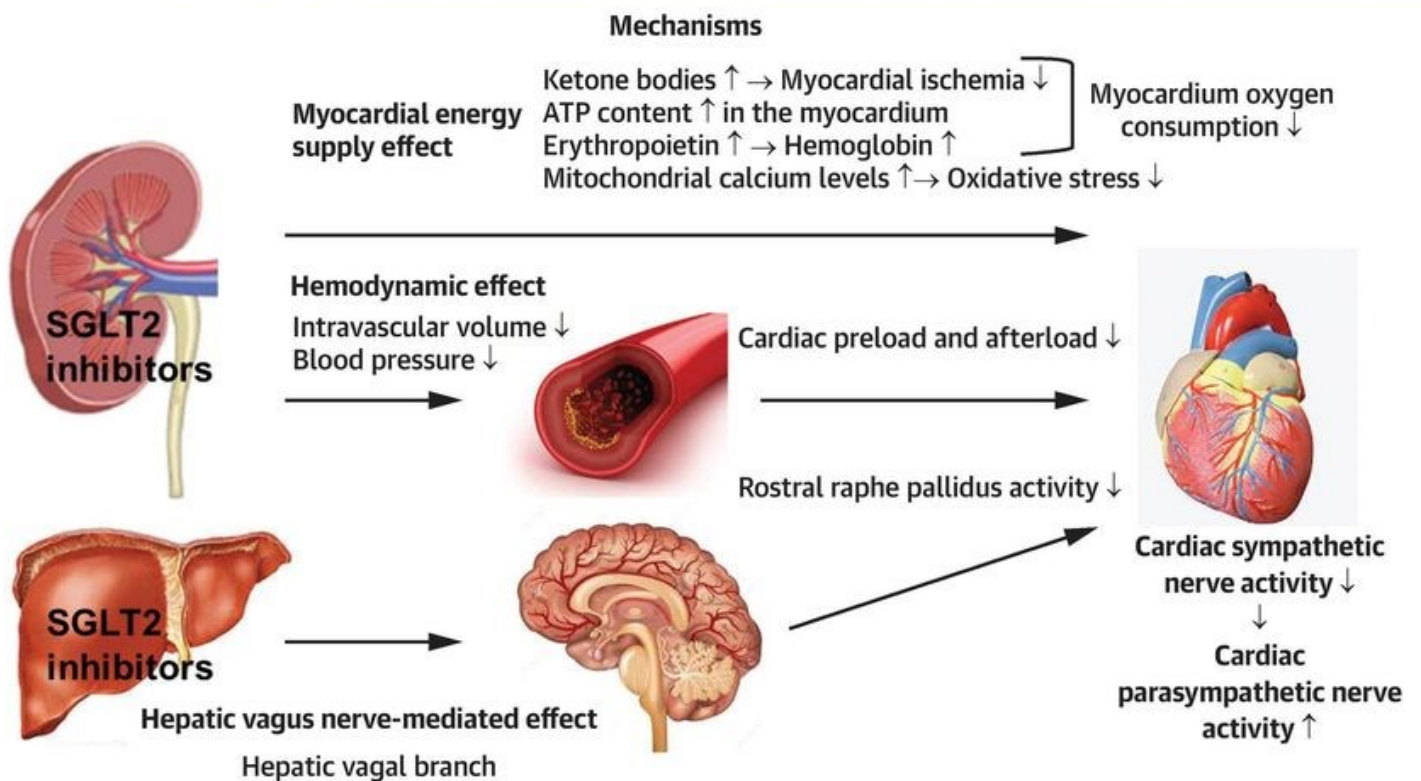 Mechanisms
Myocardial energy
supply effect
Ketone bodies ↑ → Myocardial ischemia ↓
ATP content ↑ in the myocardium
Erythropoietin ↑ → Hemoglobin ↑
Mitochondrial calcium levels ↑→ Oxidative stress ↓
Myocardium oxygen
consumption ↓
SGLT2
inhibitors
Hemodynamic effect
Intravascular volume ↓
Blood pressure ↓
Cardiac preload and afterload ↓
Rostral raphe pallidus activity ↓
SGLT2
inhibitors
Hepatic vagus nerve-mediated effect
Hepatic vagal branch
Cardiac sympathetic
nerve activity ↓
↓
Cardiac
parasympathetic nerve
activity ↑